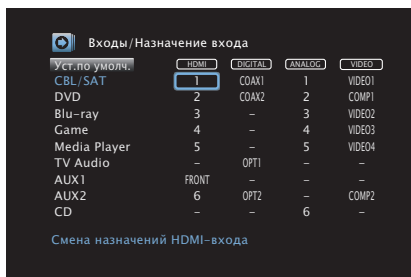 Входы/Назначение входа
Уст.по умолч. HDMI DIGITAL ANALOG VIDEO
CBL/SAT 1 COAX1 1 VIDEO1
DVD 2 COAX2 2 COMP1
Blu-ray 3 – 3 VIDEO2
Game 4 – 4 VIDEO3
Media Player 5 – 5 VIDEO4
TV Audio – OPT1 – –
AUX1 FRONT – – –
AUX2 6 OPT2 – COMP2
CD – – 6 –
Смена назначений HDMI-входа